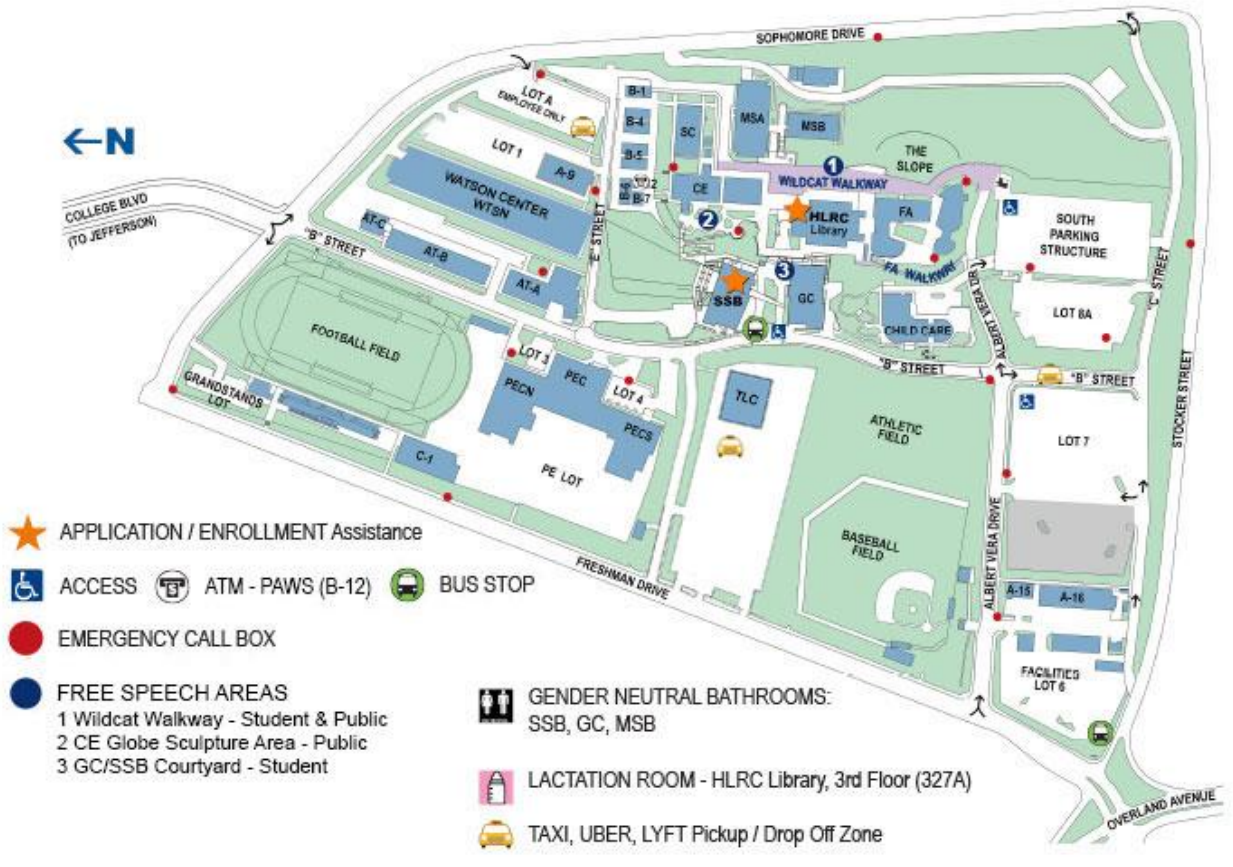 SOPHOMORE DRIVE
LOT A
EMPLOYEE ONLY
B-1
B-4
SC
MSA
MSB
←N
LOT 1
A-9
B-5
B-6
B-7
12
CE
1
WILDCAT WALKWAY
THE
SLOPE
COLLEGE BLVD
(TO JEFFERSON)
WATSON CENTER
WTSN
"E" STREET
2
HLRC
Library
FA
SOUTH
PARKING
STRUCTURE
AT-C
"B" STREET
AT-B
AT-A
SSB
3
GC
FA WALKWAY
ALBERT VERA DR.
"C" STREET
LOT 8A
CHILD CARE
FOOTBALL FIELD
LOT 3
PEC
LOT 4
PECN
PECS
"B" STREET
"B" STREET
STOCKER STREET
GRANDSTANDS
LOT
TLC
ATHLETIC
FIELD
LOT 7
C-1
PE LOT
BASEBALL
FIELD
ALBERT VERA DRIVE
FRESHMAN DRIVE
A-15
A-16
FACILITIES
LOT 6
OVERLAND AVENUE
APPLICATION / ENROLLMENT Assistance
ACCESS ATM - PAWS (B-12) BUS STOP
EMERGENCY CALL BOX
FREE SPEECH AREAS
1 Wildcat Walkway - Student & Public
2 CE Globe Sculpture Area - Public
3 GC/SSB Courtyard - Student
GENDER NEUTRAL BATHROOMS:
SSB, GC, MSB
LACTATION ROOM - HLRC Library, 3rd Floor (327A)
TAXI, UBER, LYFT Pickup / Drop Off Zone